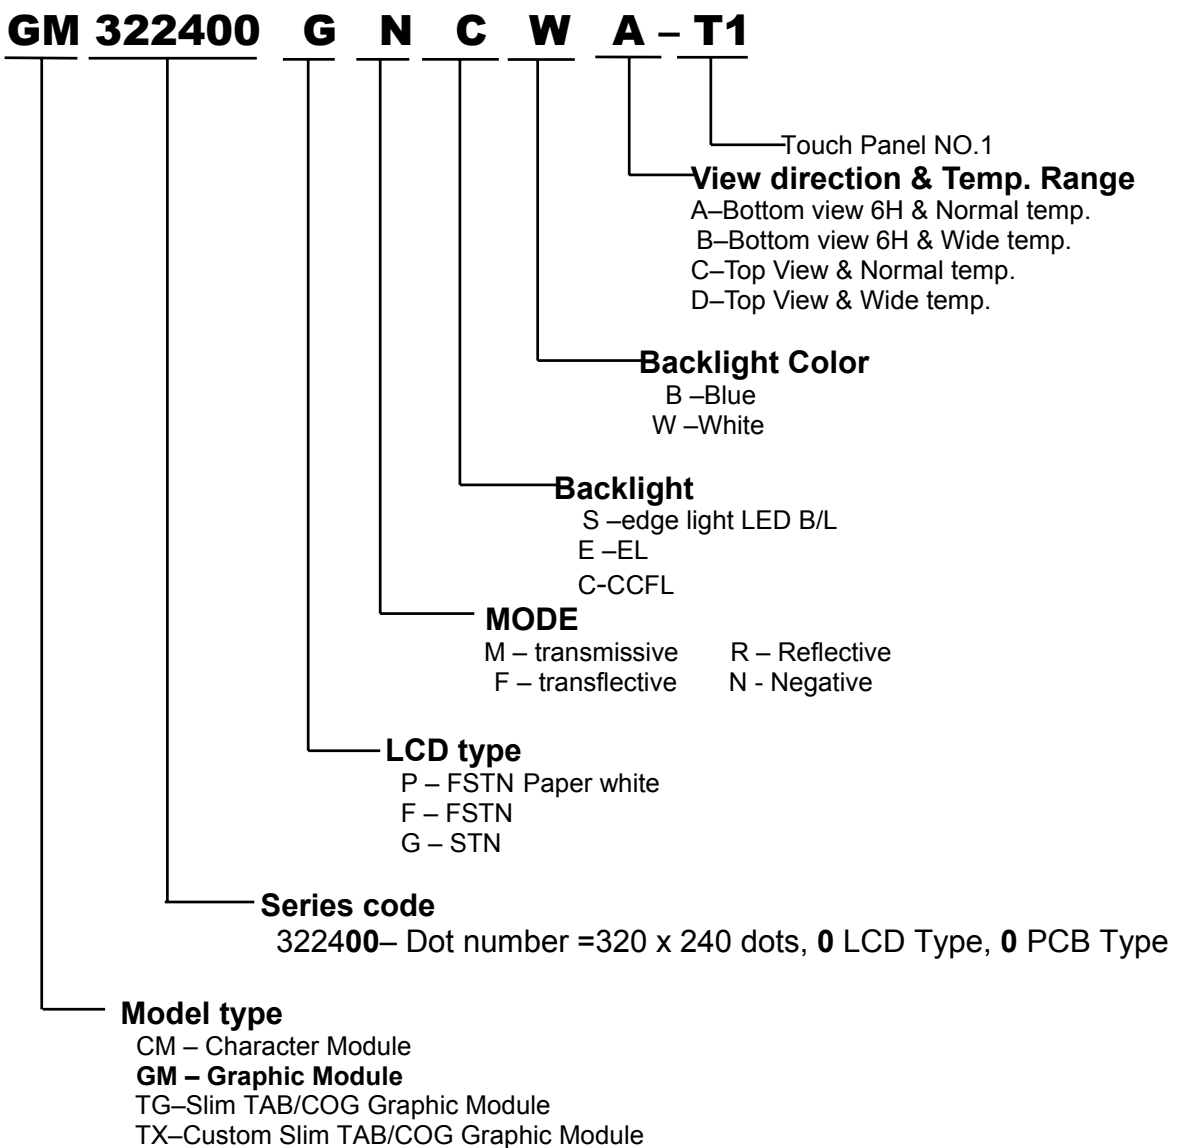 GM 322400 G N C W A – T1
Touch Panel NO.1
View direction & Temp. Range
A–Bottom view 6H & Normal temp.
B–Bottom view 6H & Wide temp.
C–Top View & Normal temp.
D–Top View & Wide temp.
Backlight Color
B –Blue
W –White
Backlight
S –edge light LED B/L
E –EL
C-CCFL
MODE
M – transmissive R – Reflective
F – transflective N - Negative
LCD type
P – FSTN Paper white
F – FSTN
G – STN
Series code
322400– Dot number =320 x 240 dots, 0 LCD Type, 0 PCB Type
Model type
CM – Character Module
GM – Graphic Module
TG–Slim TAB/COG Graphic Module
TX–Custom Slim TAB/COG Graphic Module